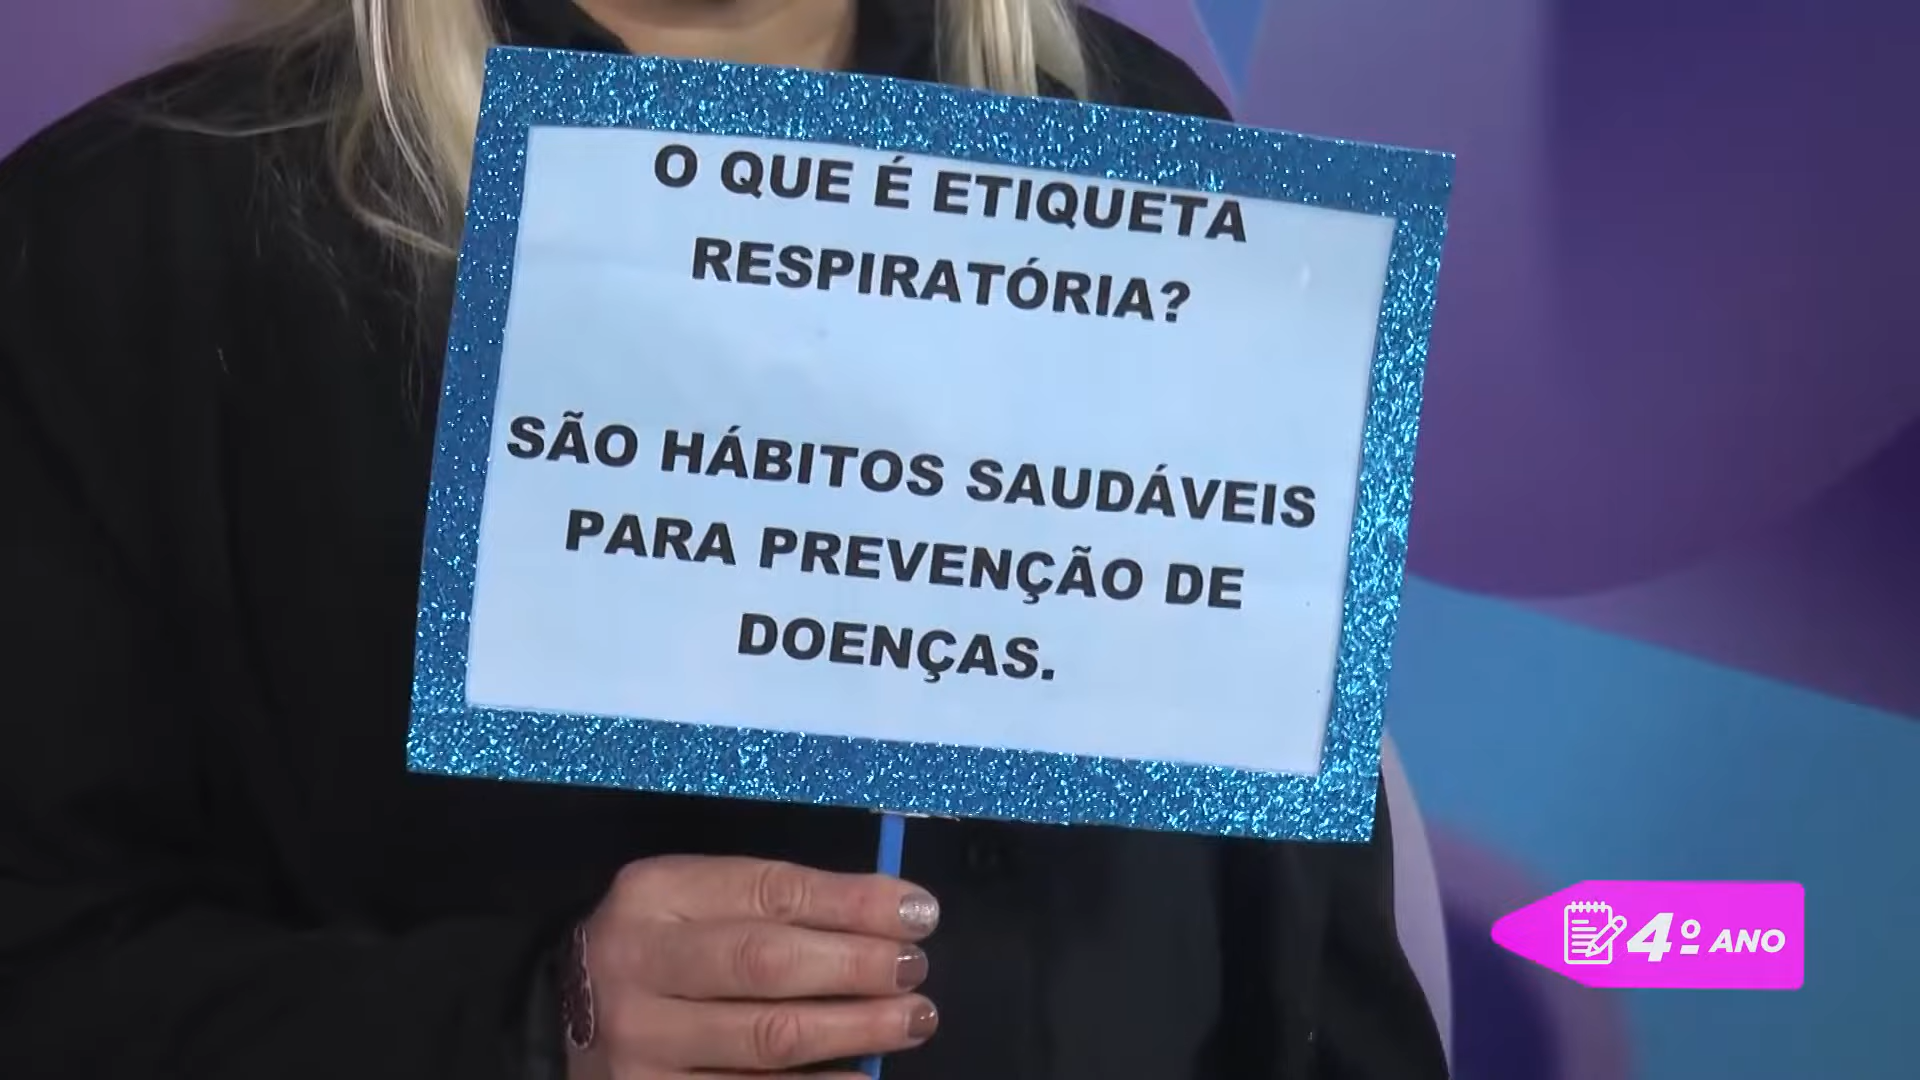 O QUE É ETIQUETA
RESPIRATÓRIA?
SÃO HÁBITOS SAUDÁVEIS
PARA PREVENÇÃO DE
DOENÇAS.
4º ANO